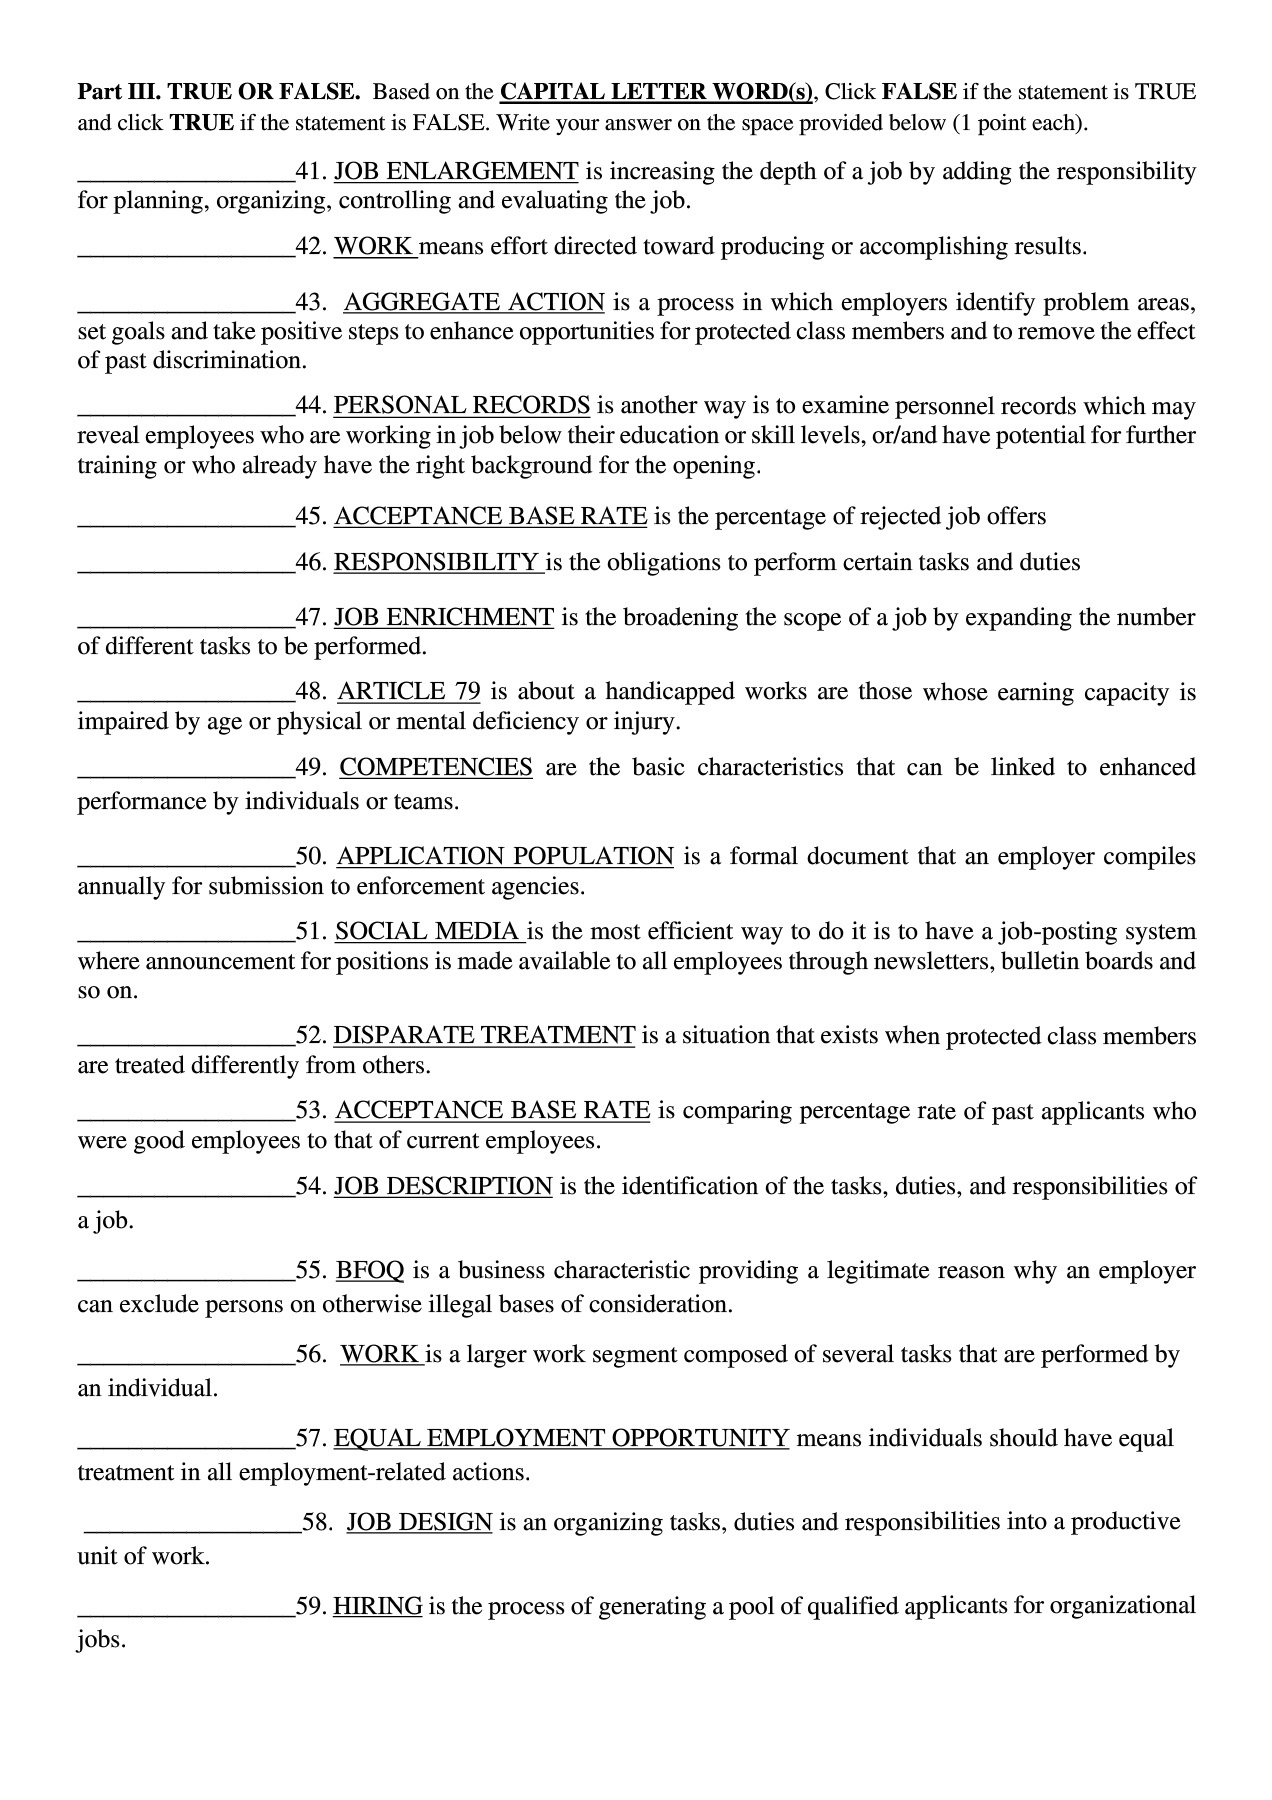 Part III. TRUE OR FALSE. Based on the CAPITAL LETTER WORD(s), Click FALSE if the statement is TRUE
and click TRUE if the statement is FALSE. Write your answer on the space provided below (1 point each).
_________________41. JOB ENLARGEMENT is increasing the depth of a job by adding the responsibility
for planning, organizing, controlling and evaluating the job.
_________________42. WORK means effort directed toward producing or accomplishing results.
_________________43. AGGREGATE ACTION is a process in which employers identify problem areas,
set goals and take positive steps to enhance opportunities for protected class members and to remove the effect
of past discrimination.
_________________44. PERSONAL RECORDS is another way is to examine personnel records which may
reveal employees who are working in job below their education or skill levels, or/and have potential for further
training or who already have the right background for the opening.
_________________45. ACCEPTANCE BASE RATE is the percentage of rejected job offers
_________________46. RESPONSIBILITY is the obligations to perform certain tasks and duties
_________________47. JOB ENRICHMENT is the broadening the scope of a job by expanding the number
of different tasks to be performed.
_________________48. ARTICLE 79 is about a handicapped works are those whose earning capacity is
impaired by age or physical or mental deficiency or injury.
_________________49. COMPETENCIES are the basic characteristics that can be linked to enhanced
performance by individuals or teams.
_________________50. APPLICATION POPULATION is a formal document that an employer compiles
annually for submission to enforcement agencies.
_________________51. SOCIAL MEDIA is the most efficient way to do it is to have a job-posting system
where announcement for positions is made available to all employees through newsletters, bulletin boards and
so on.
_________________52. DISPARATE TREATMENT is a situation that exists when protected class members
are treated differently from others.
_________________53. ACCEPTANCE BASE RATE is comparing percentage rate of past applicants who
were good employees to that of current employees.
_________________54. JOB DESCRIPTION is the identification of the tasks, duties, and responsibilities of
a job.
_________________55. BFOQ is a business characteristic providing a legitimate reason why an employer
can exclude persons on otherwise illegal bases of consideration.
_________________56. WORK is a larger work segment composed of several tasks that are performed by
an individual.
_________________57. EQUAL EMPLOYMENT OPPORTUNITY means individuals should have equal
treatment in all employment-related actions.
_________________58. JOB DESIGN is an organizing tasks, duties and responsibilities into a productive
unit of work.
_________________59. HIRING is the process of generating a pool of qualified applicants for organizational
jobs.